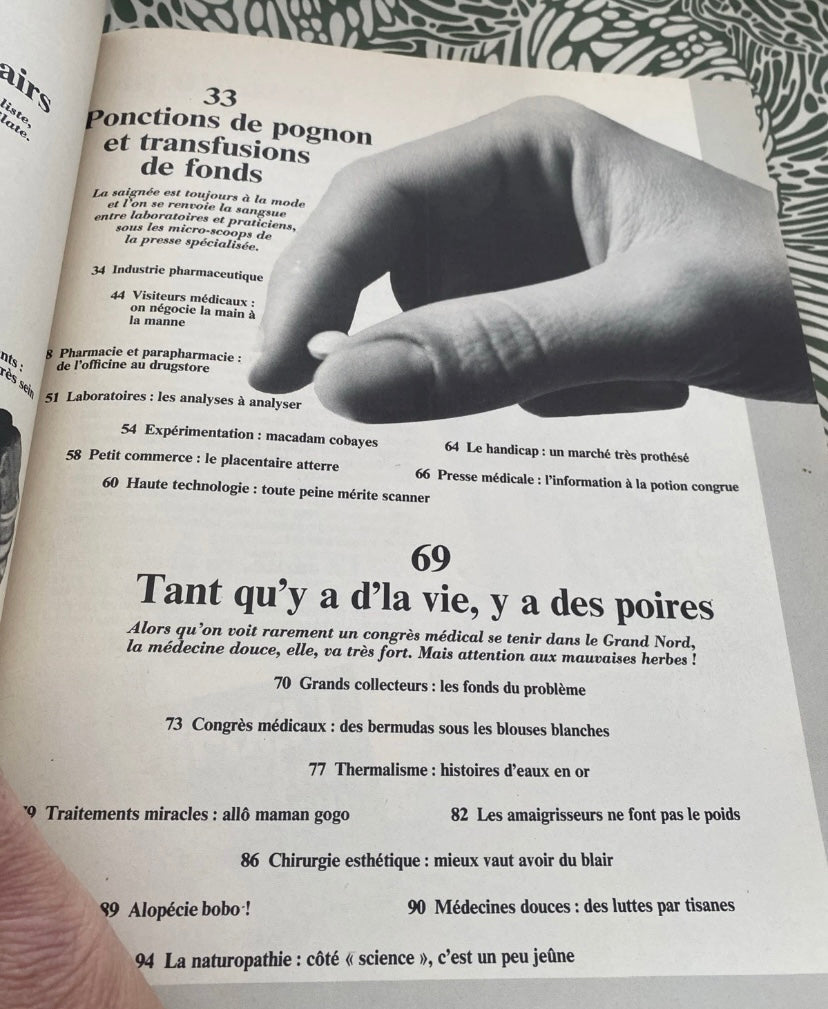 airs
liste,
late.
nts :
rès sein
33
Ponctions de pognon
et transfusions
de fonds
La saignée est toujours à la mode
et l'on se renvoie la sangsue
entre laboratoires et praticiens,
sous les micro-scoops de
la presse spécialisée.
34 Industrie pharmaceutique
44 Visiteurs médicaux :
on négocie la main à
la manne
8 Pharmacie et parapharmacie :
de l'officine au drugstore
51 Laboratoires : les analyses à analyser
54 Expérimentation : macadam cobayes
58 Petit commerce : le placentaire atterre
60 Haute technologie : toute peine mérite scanner
64 Le handicap : un marché très prothésé
66 Presse médicale : l'information à la potion congrue
69
Tant qu'y a d'la vie, y a des poires
Alors qu'on voit rarement un congrès médical se tenir dans le Grand Nord,
la médecine douce, elle, va très fort. Mais attention aux mauvaises herbes !
70 Grands collecteurs : les fonds du problème
73 Congrès médicaux : des bermudas sous les blouses blanches
77 Thermalisme : histoires d'eaux en or
79 Traitements miracles : allô maman gogo
82 Les amaigrisseurs ne font pas le poids
86 Chirurgie esthétique : mieux vaut avoir du blair
89 Alopécie bobo !
90 Médecines douces : des luttes par tisanes
94 La naturopathie : côté « science », c'est un peu jeûne